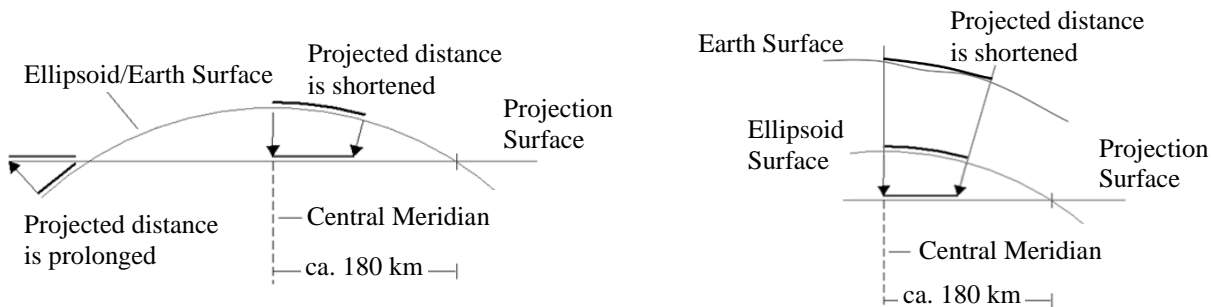 Ellipsoid/Earth Surface
Projected distance
is shortened
Projection
Surface
Projected distance
is prolonged
Central Meridian
ca. 180 km
Earth Surface
Projected distance
is shortened
Ellipsoid
Surface
Projection
Surface
Central Meridian
ca. 180 km